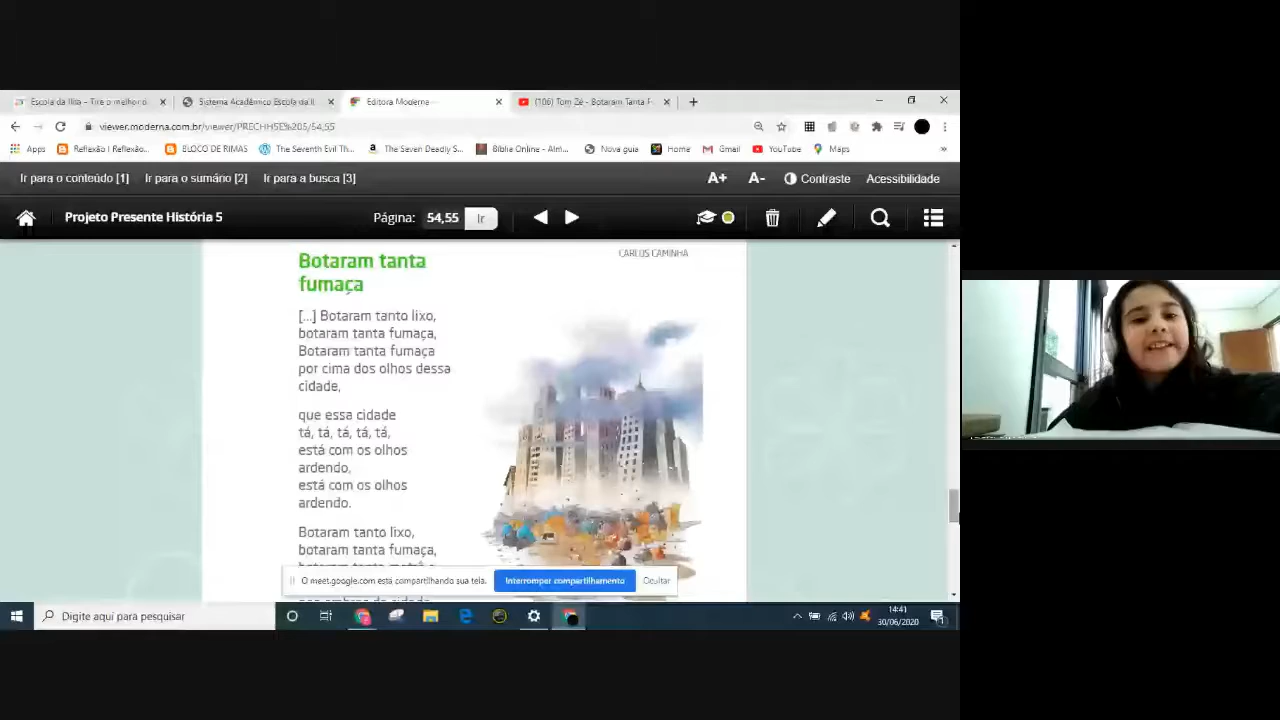 Escola da Ilha - Tire o melhor d
Sistema Acadêmico Escola da Il
Editora Moderna
(106) Tom Zé - Botaram Tanta F
viewer.moderna.com.br/viewer/PRECHHSE%205/54,55
Apps
Reflexão | Reflexão...
BLOCO DE RIMAS
The Seventh Evil Th...
The Seven Deadly S...
Bíblia Online - Alm...
Nova guia
Home
Gmail
YouTube
Maps
Ir para o conteúdo [1]
Ir para o sumário [2]
Ir para a busca [3]
A+
A-
Contraste
Acessibilidade
Projeto Presente História 5
Página:
54,55
Ir
CARLOS CAMINHA
Botaram tanta
fumaça
[...] Botaram tanto lixo,
botaram tanta fumaça,
Botaram tanta fumaça
por cima dos olhos dessa
cidade,
que essa cidade
tá, tá, tá, tá, tá,
está com os olhos
ardendo,
está com os olhos
ardendo.
Botaram tanto lixo,
botaram tanta fumaça,
O meet.google.com está compartilhando sua tela.
Interromper compartilhamento
Ocultar
Digite aqui para pesquisar
14:41
30/06/2020